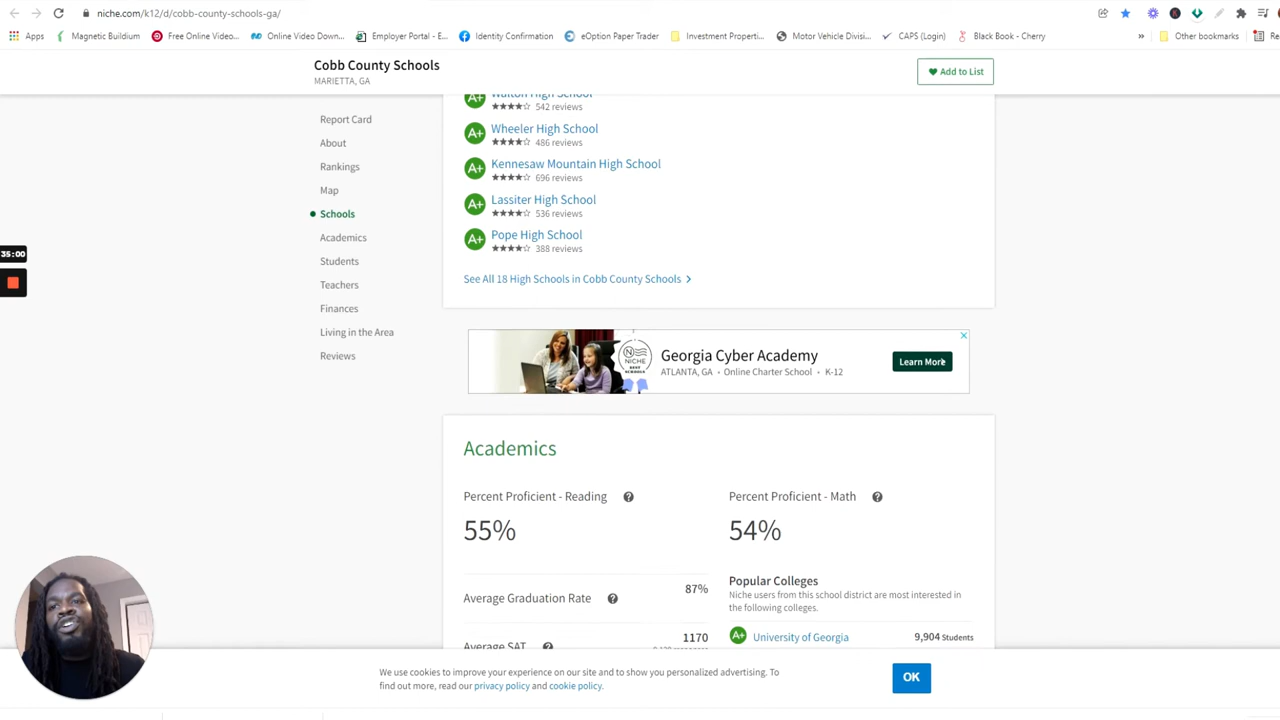 niche.com/k12/d/cobb-county-schools-ga/
Apps
Magnetic Buildium
Free Online Video...
Online Video Down...
Employer Portal - E...
Identity Confirmation
eOption Paper Trader
Investment Properti...
Motor Vehicle Divisi...
CAPS (Login)
Black Book - Cherry
»
Other bookmarks
Cobb County Schools
MARIETTA, GA
Add to List
Report Card
About
Rankings
Map
Schools
Academics
Students
Teachers
Finances
Living in the Area
Reviews
35:00
A+ Walton High School
542 reviews
A+ Wheeler High School
486 reviews
A+ Kennesaw Mountain High School
696 reviews
A+ Lassiter High School
536 reviews
A+ Pope High School
388 reviews
See All 18 High Schools in Cobb County Schools
NICHE
BEST
SCHOOLS
Georgia Cyber Academy
ATLANTA, GA • Online Charter School • K-12
Learn More
Academics
Percent Proficient - Reading
55%
Percent Proficient - Math
54%
Average Graduation Rate
87%
Average SAT
1170
Popular Colleges
Niche users from this school district are most interested in
the following colleges.
A+ University of Georgia
9,904 Students
We use cookies to improve your experience on our site and to show you personalized advertising. To
find out more, read our privacy policy and cookie policy.
OK